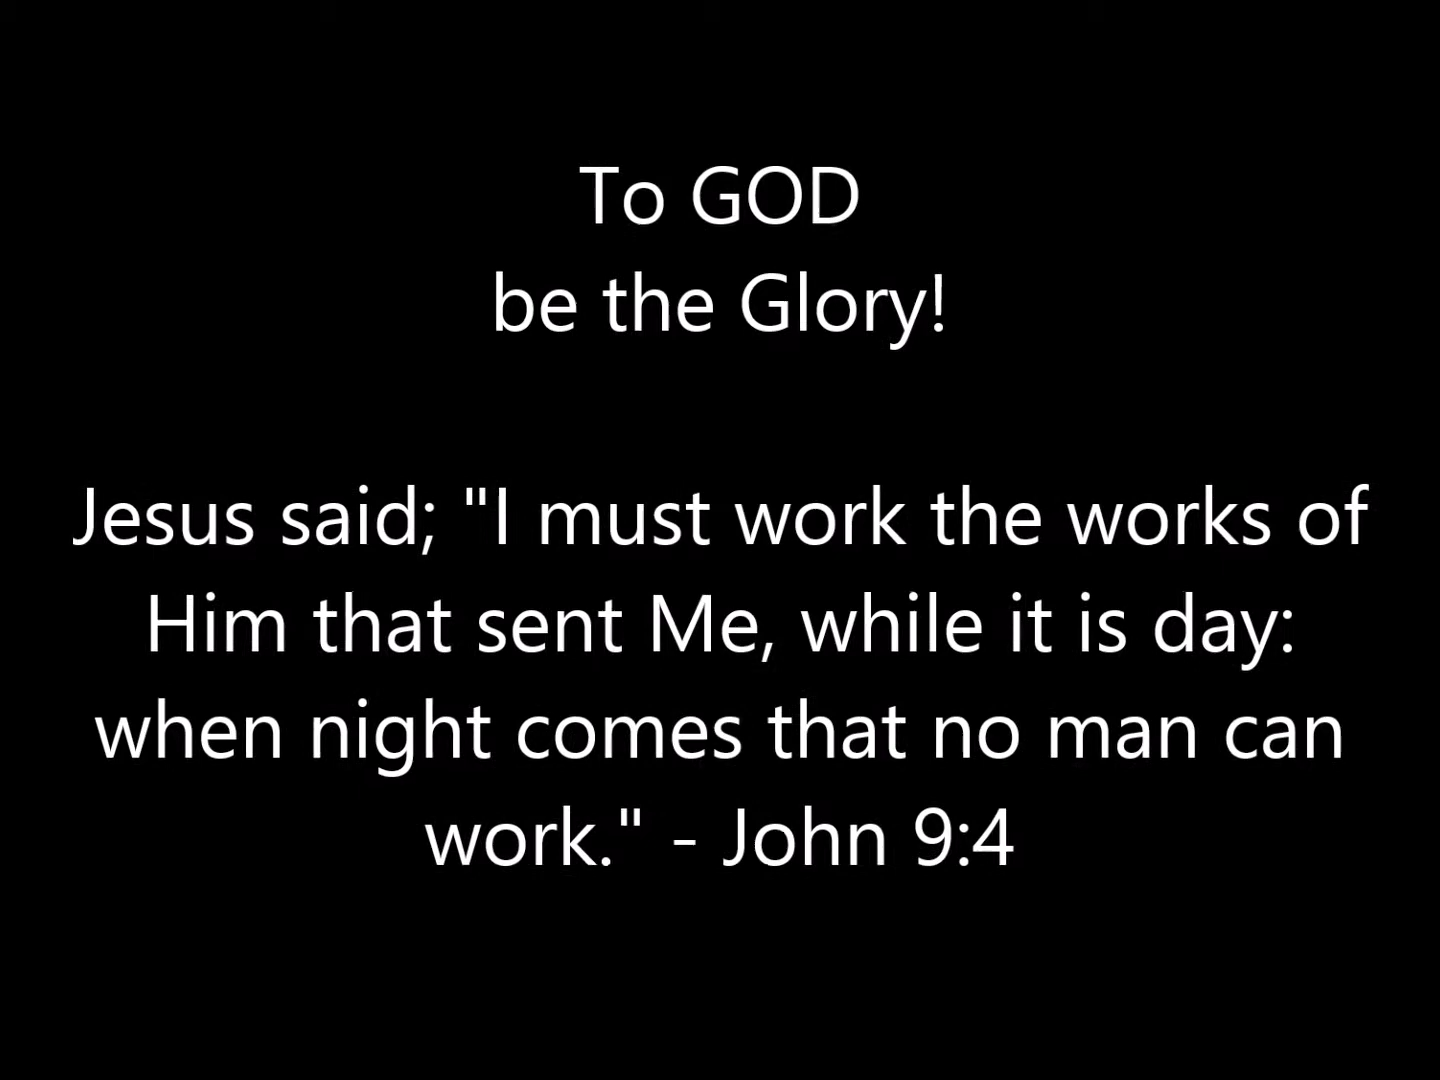 To GOD
be the Glory!
Jesus said; "I must work the works of
Him that sent Me, while it is day:
when night comes that no man can
work." - John 9:4